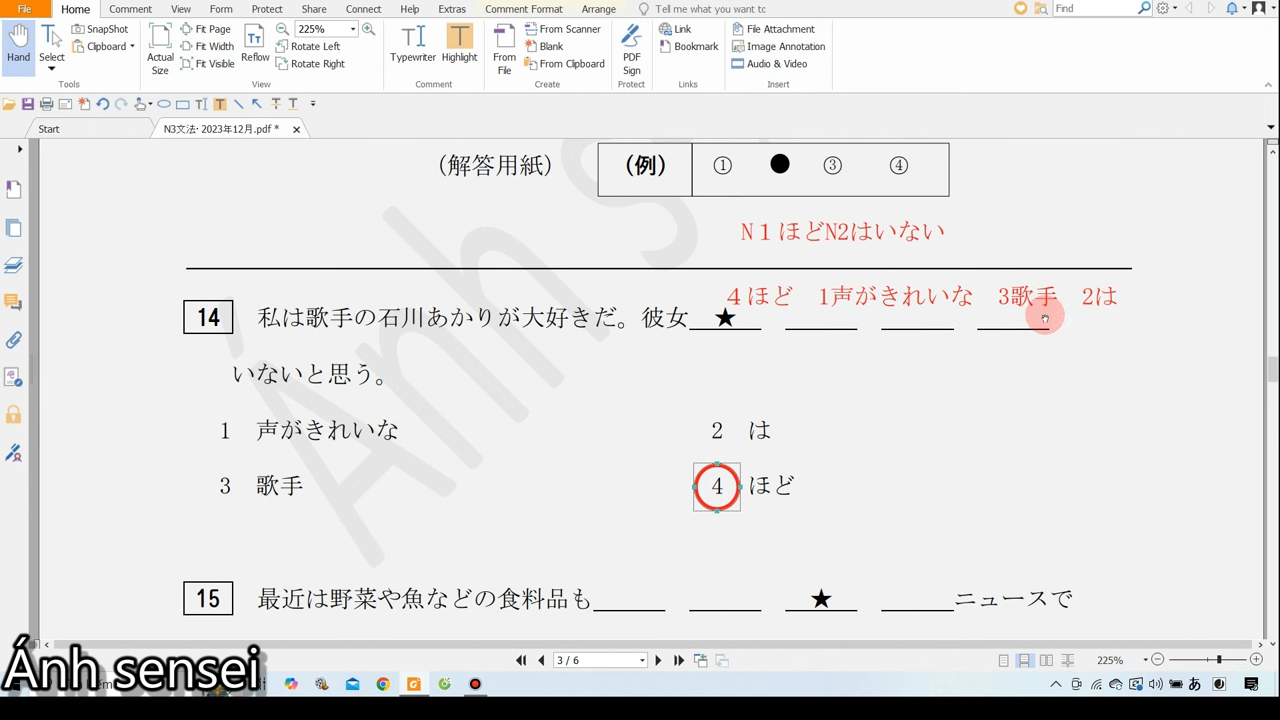 File Home Comment View Form Protect Share Connect Help Extras Comment Format Arrange Tell me what you want tc Find
Hand
Select
SnapShot
Clipboard
Tools
Actual Size
Fit Page
Fit Width
Fit Visible
Reflow
225%
Rotate Left
Rotate Right
View
Typewriter
Highlight
Comment
From File
From Scanner
Blank
From Clipboard
Create
PDF Sign
Protect
Link
Bookmark
Links
File Attachment
Image Annotation
Audio & Video
Insert
Start N3文法・2023年12月.pdf *
(解答用紙) (例) ① ● ③ ④
N1ほどN2はいない
4ほど 1声がきれいな 3歌手 2は
14 私は歌手の石川あかりが大好きだ。彼女 ★
いないと思う。
1 声がきれいな 2 は
3 歌手 4 ほど
15 最近は野菜や魚などの食料品も ★ ニュースで
Ánh s
3 / 6 225%
Ánh sensei
あ